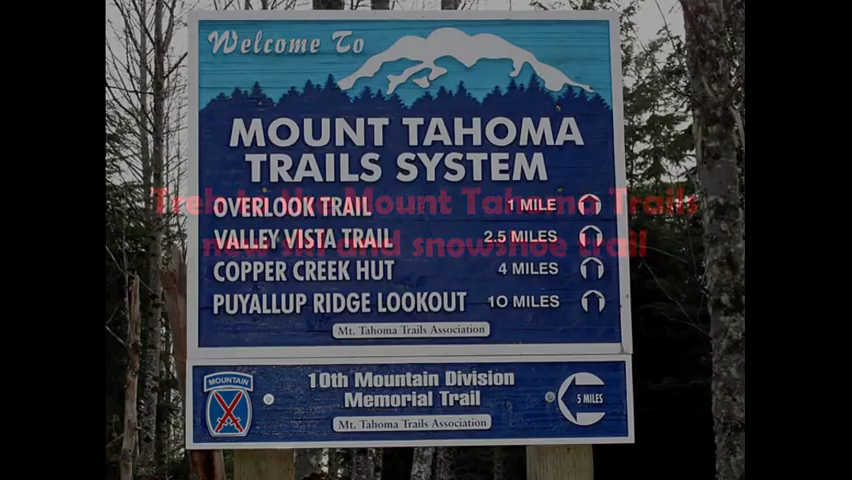 Welcome To
MOUNT TAHOMA
TRAILS SYSTEM
Trek to the Mount Tahoma Trails
new ski and snowshoe trail
OVERLOOK TRAIL 1 MILE
VALLEY VISTA TRAIL 2.5 MILES
COPPER CREEK HUT 4 MILES
PUYALLUP RIDGE LOOKOUT 10 MILES
Mt. Tahoma Trails Association
MOUNTAIN
10th Mountain Division
Memorial Trail
5 MILES
Mt. Tahoma Trails Association